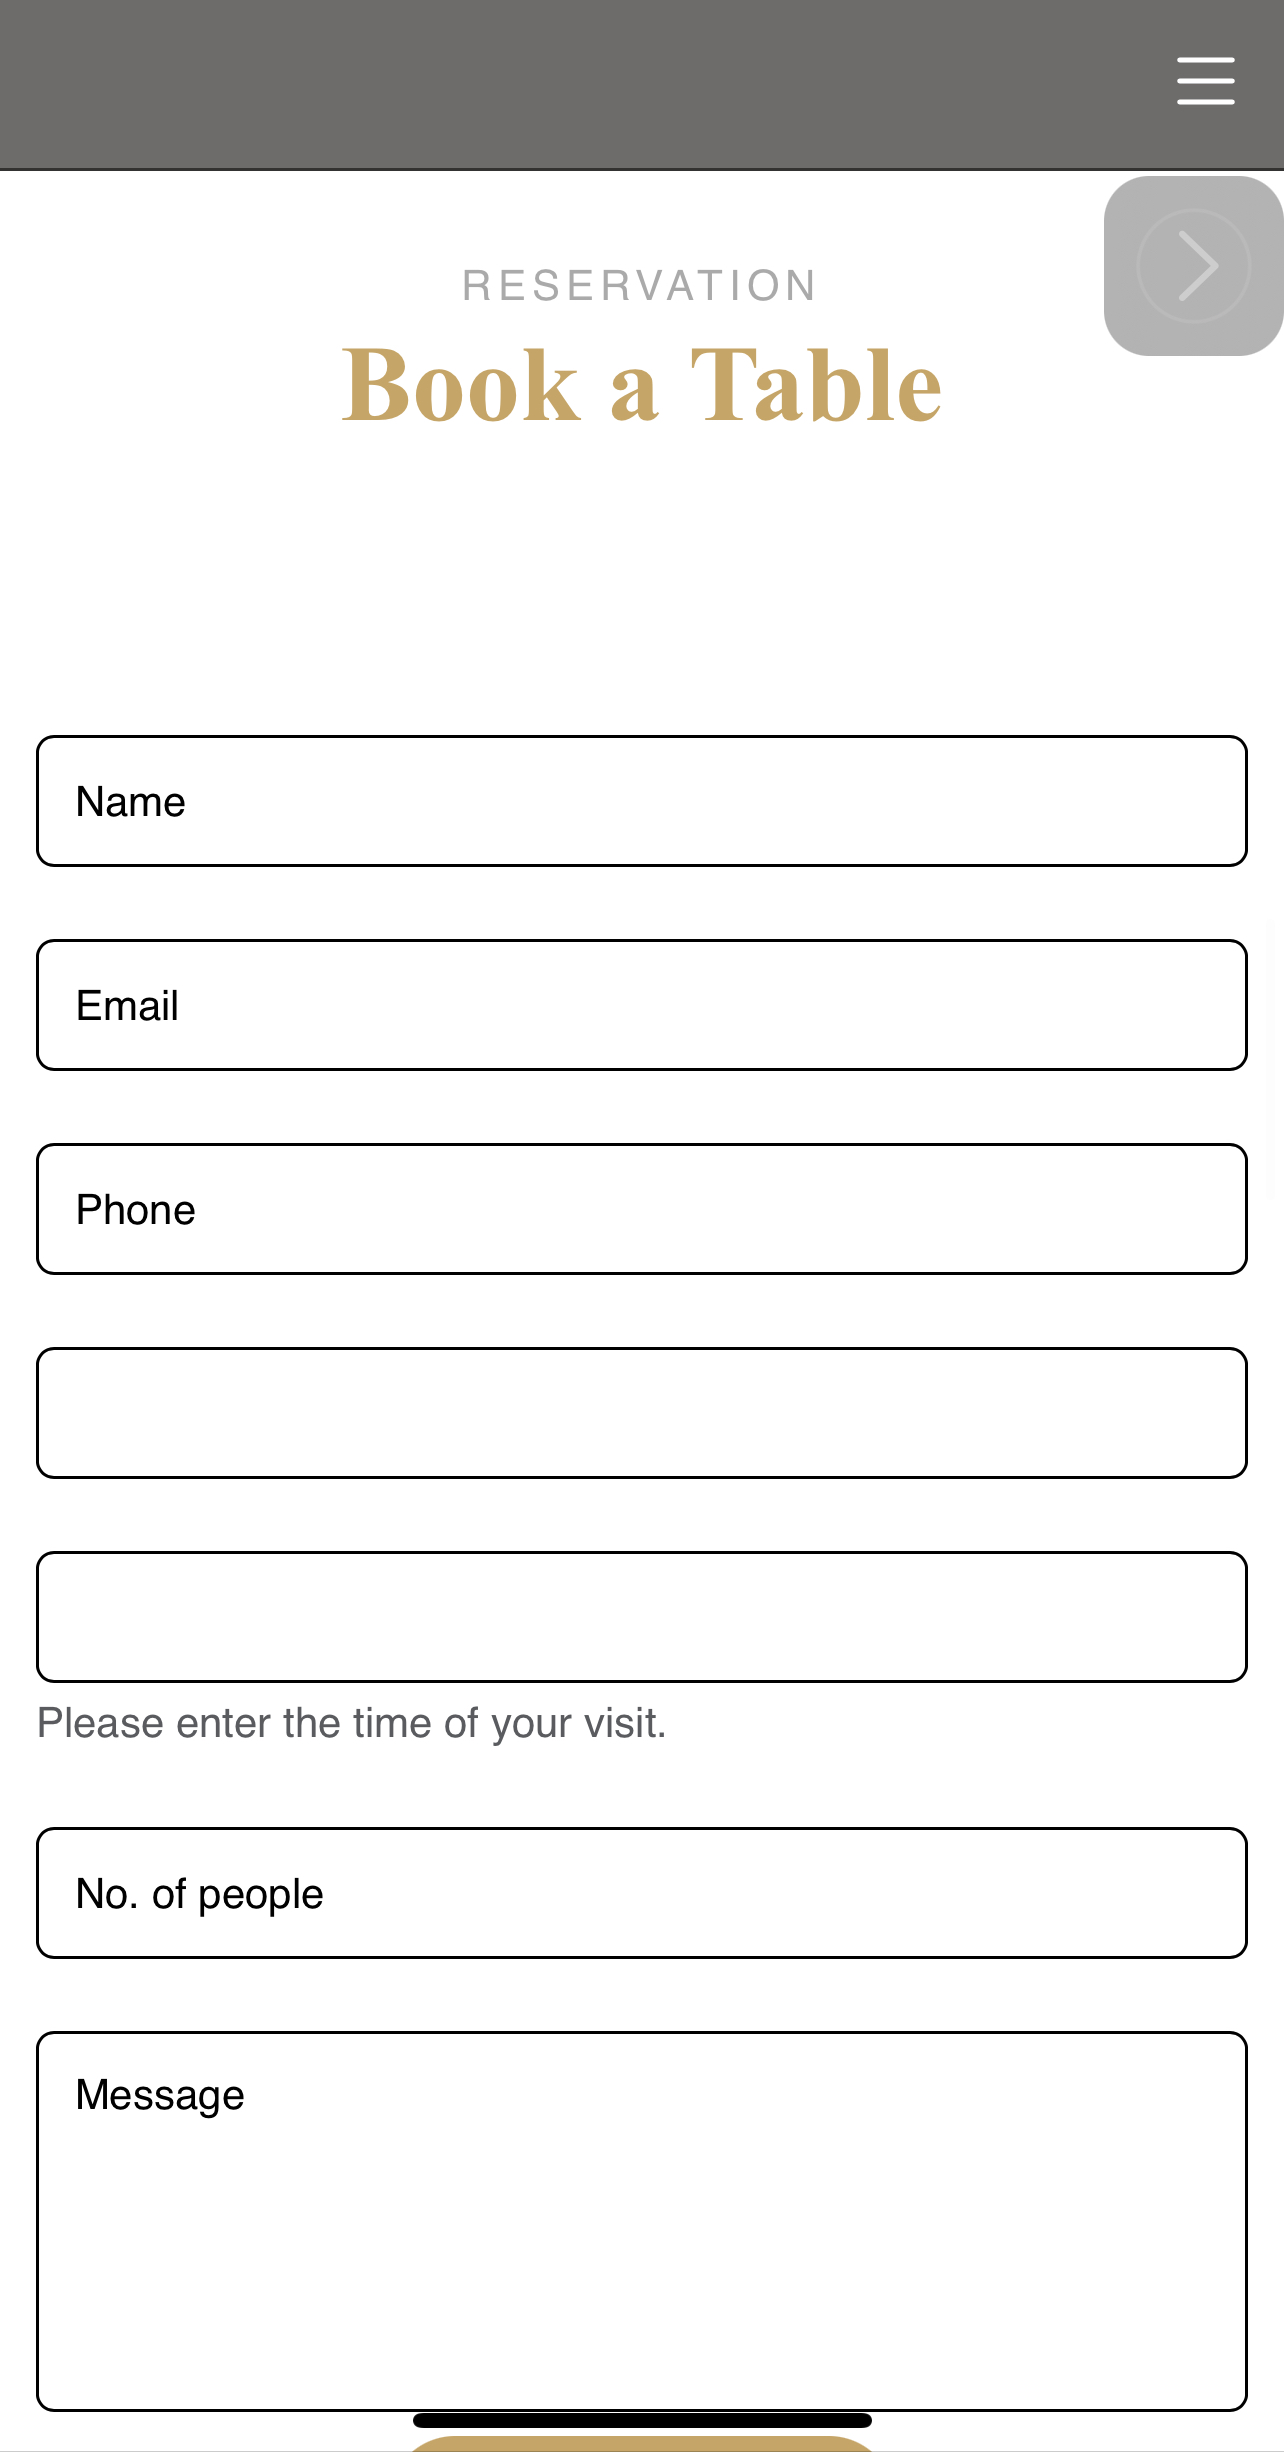 RESERVATION
Book a Table
Name
Email
Phone
Please enter the time of your visit.
No. of people
Message